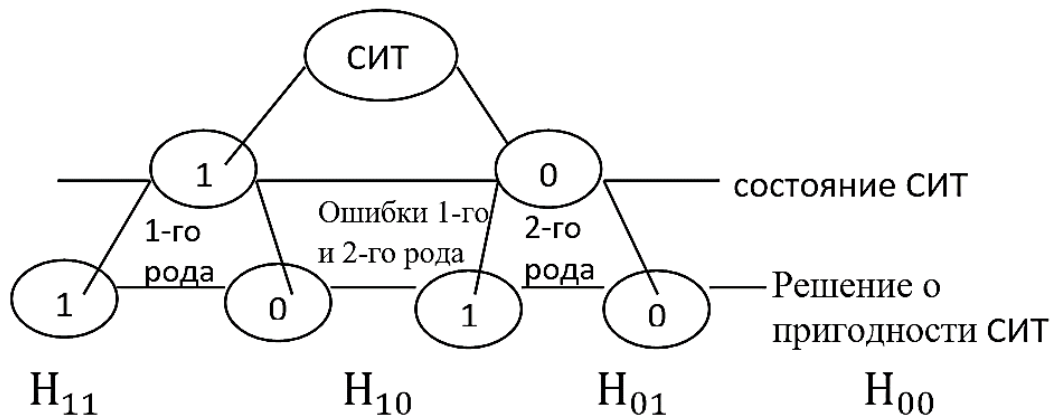 СИТ
1
0
состояние СИТ
1-го
рода
Ошибки 1-го
и 2-го рода
2-го
рода
1
0
1
0
Решение о
пригодности СИТ
H₁₁
H₁₀
H₀₁
H₀₀